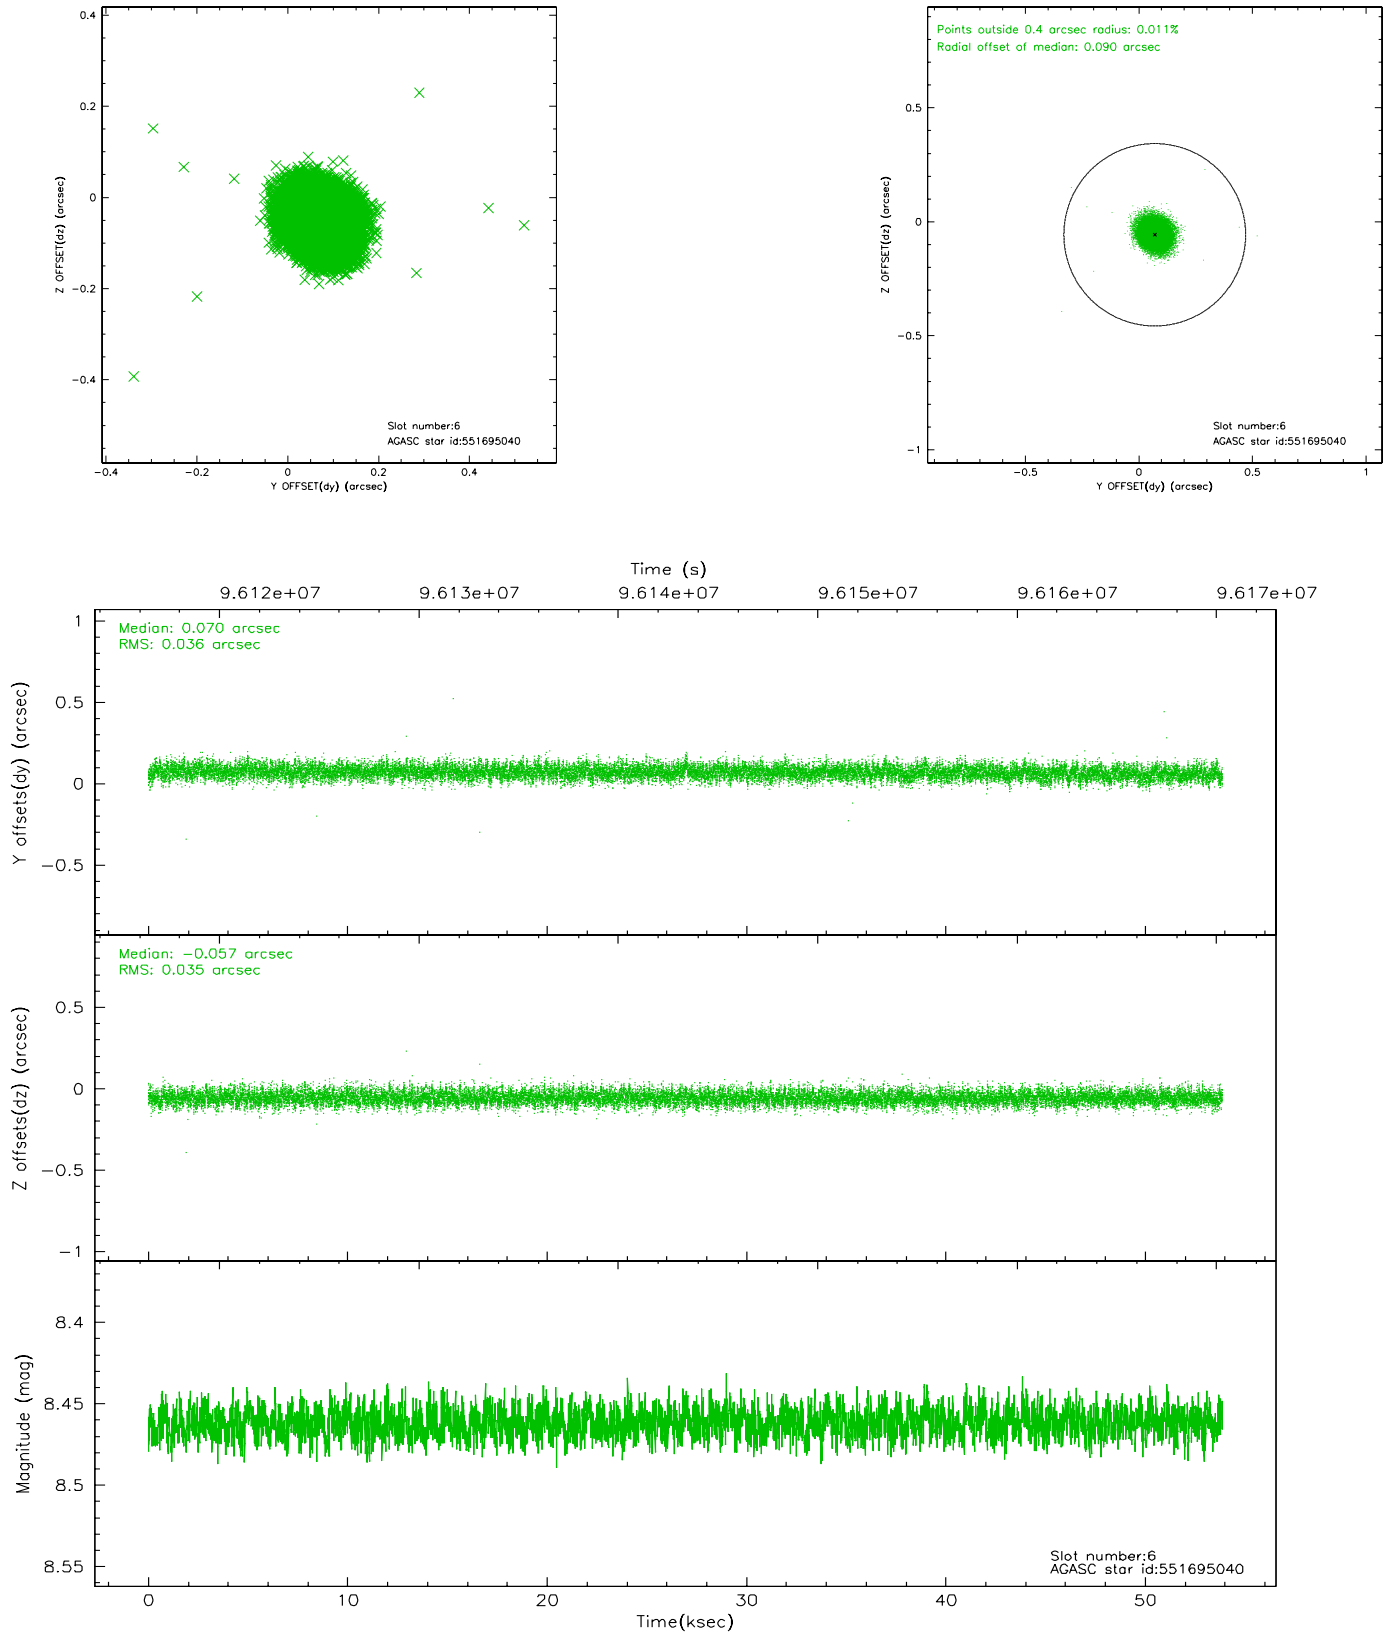 0.4
0.2
0
−0.2
−0.4
Z OFFSET(dz) (arcsec)
Slot number:6
AGASC star id:551695040
−0.4 −0.2 0 0.2 0.4
Y OFFSET(dy) (arcsec)
Points outside 0.4 arcsec radius: 0.011%
Radial offset of median: 0.090 arcsec
0.5
0
−0.5
−1
Z OFFSET(dz) (arcsec)
Slot number:6
AGASC star id:551695040
−0.5 0 0.5 1
Y OFFSET(dy) (arcsec)
Time (s)
9.612e+07 9.613e+07 9.614e+07 9.615e+07 9.616e+07 9.617e+07
Median: 0.070 arcsec
RMS: 0.036 arcsec
1
0.5
0
−0.5
Y offsets(dy) (arcsec)
Median: −0.057 arcsec
RMS: 0.035 arcsec
0.5
0
−0.5
−1
Z offsets(dz) (arcsec)
8.4
8.45
8.5
8.55
Magnitude (mag)
Slot number:6
AGASC star id:551695040
0 10 20 30 40 50
Time(ksec)